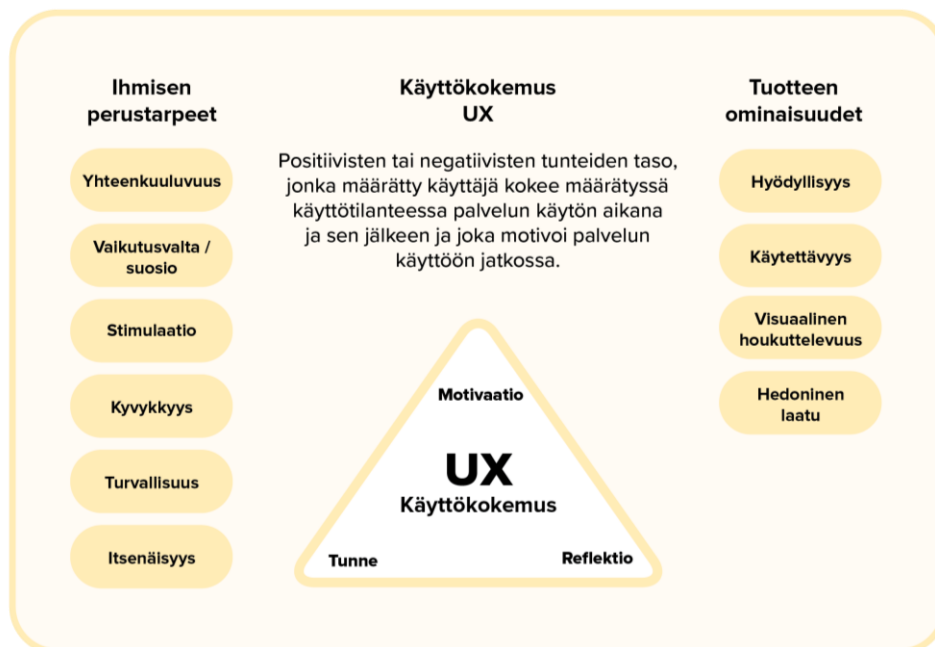 Ihmisen
perustarpeet
Yhteenkuuluvuus
Vaikutusvalta /
suosio
Stimulaatio
Kyvykkyys
Turvallisuus
Itsenäisyys
Käyttökokemus
UX
Positiivisten tai negatiivisten tunteiden taso,
jonka määrätty käyttäjä kokee määrätyssä
käyttötilanteessa palvelun käytön aikana
ja sen jälkeen ja joka motivoi palvelun
käyttöön jatkossa.
Motivaatio
UX
Käyttökokemus
Tunne
Reflektio
Tuotteen
ominaisuudet
Hyödyllisyys
Käytettävyys
Visuaalinen
houkuttelevuus
Hedoninen
laatu